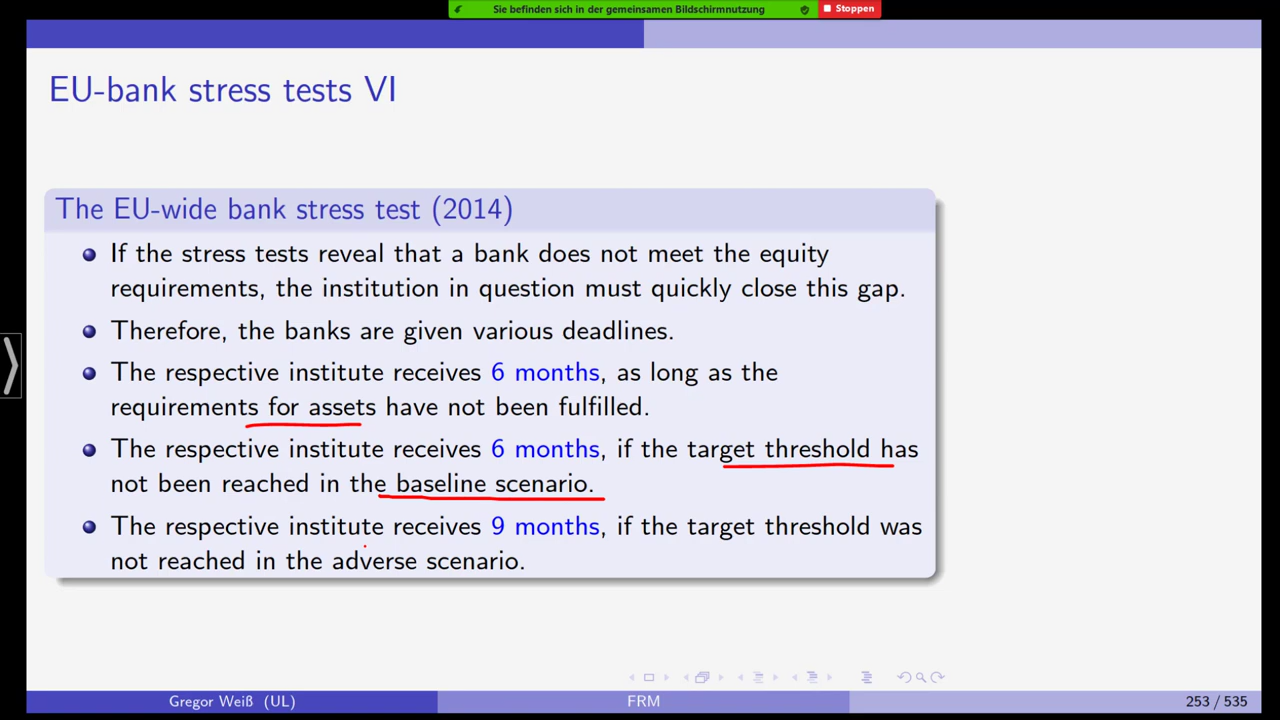 Sie befinden sich in der gemeinsamen Bildschirmnutzung
Stoppen
EU-bank stress tests VI
The EU-wide bank stress test (2014)
If the stress tests reveal that a bank does not meet the equity
requirements, the institution in question must quickly close this gap.
Therefore, the banks are given various deadlines.
The respective institute receives 6 months, as long as the
requirements for assets have not been fulfilled.
The respective institute receives 6 months, if the target threshold has
not been reached in the baseline scenario.
The respective institute receives 9 months, if the target threshold was
not reached in the adverse scenario.
Gregor Weiß (UL)
FRM
253 / 535